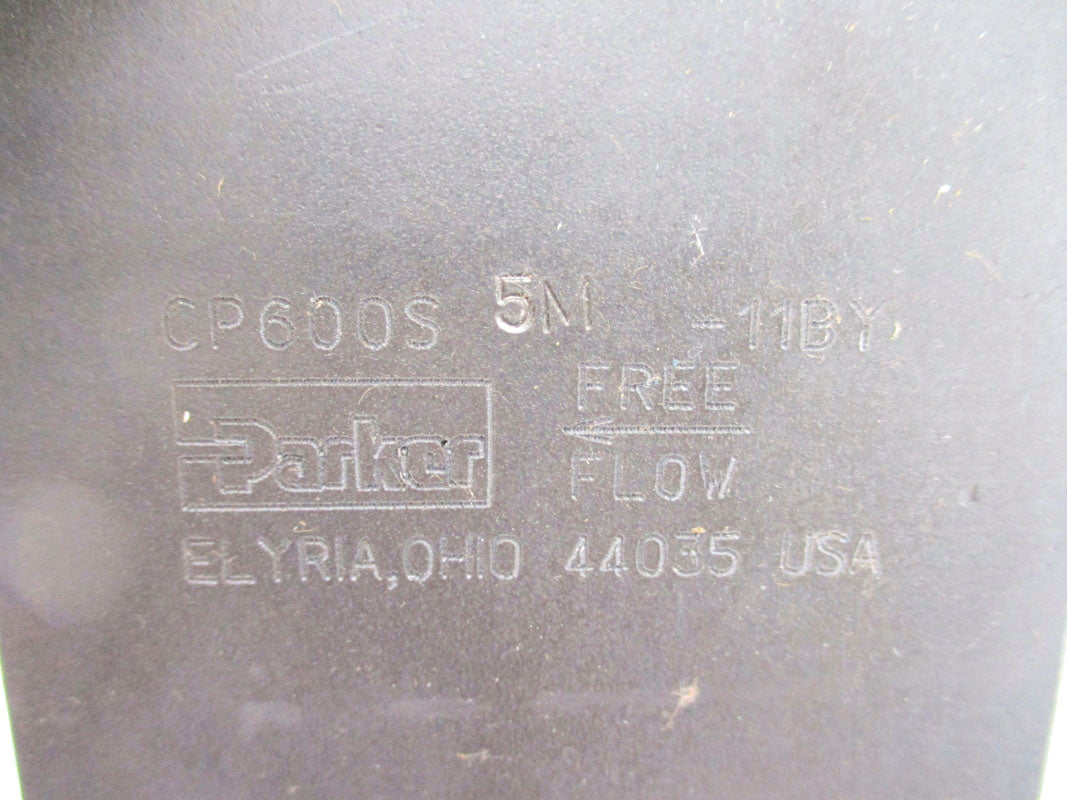 CP600S 5M -11BY
Parker
FREE
FLOW
ELYRIA, OHIO 44035 USA